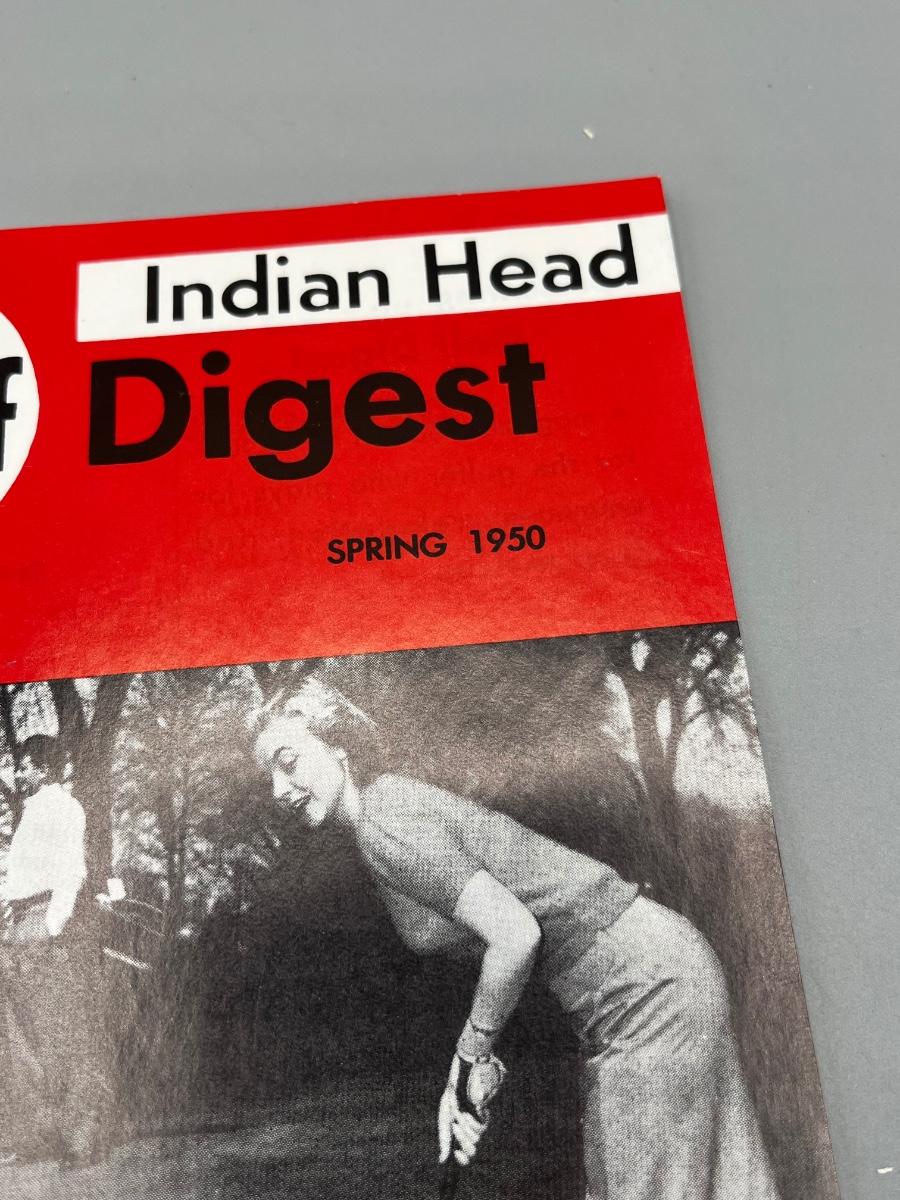 Indian Head
f Digest
SPRING 1950